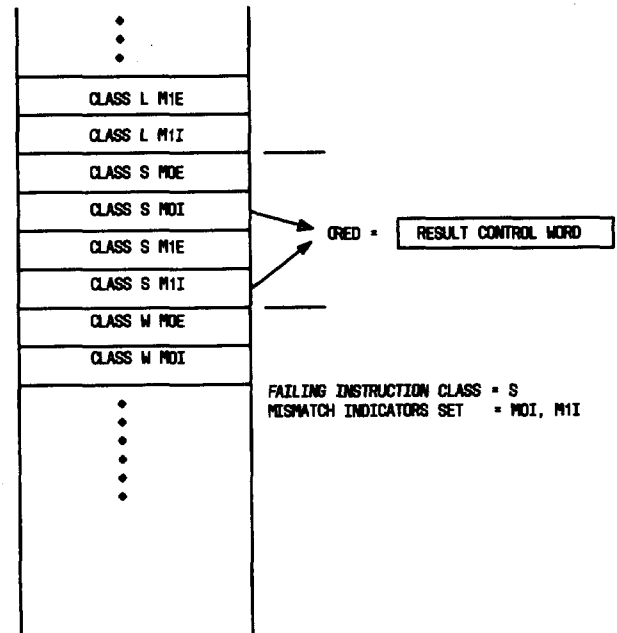 CLASS L M1E
CLASS L M1I
CLASS S M0E
CLASS S M0I
CLASS S M1E
CLASS S M1I
CLASS W M0E
CLASS W M0I
ORED = RESULT CONTROL WORD
FAILING INSTRUCTION CLASS = S
MISMATCH INDICATORS SET = M0I, M1I